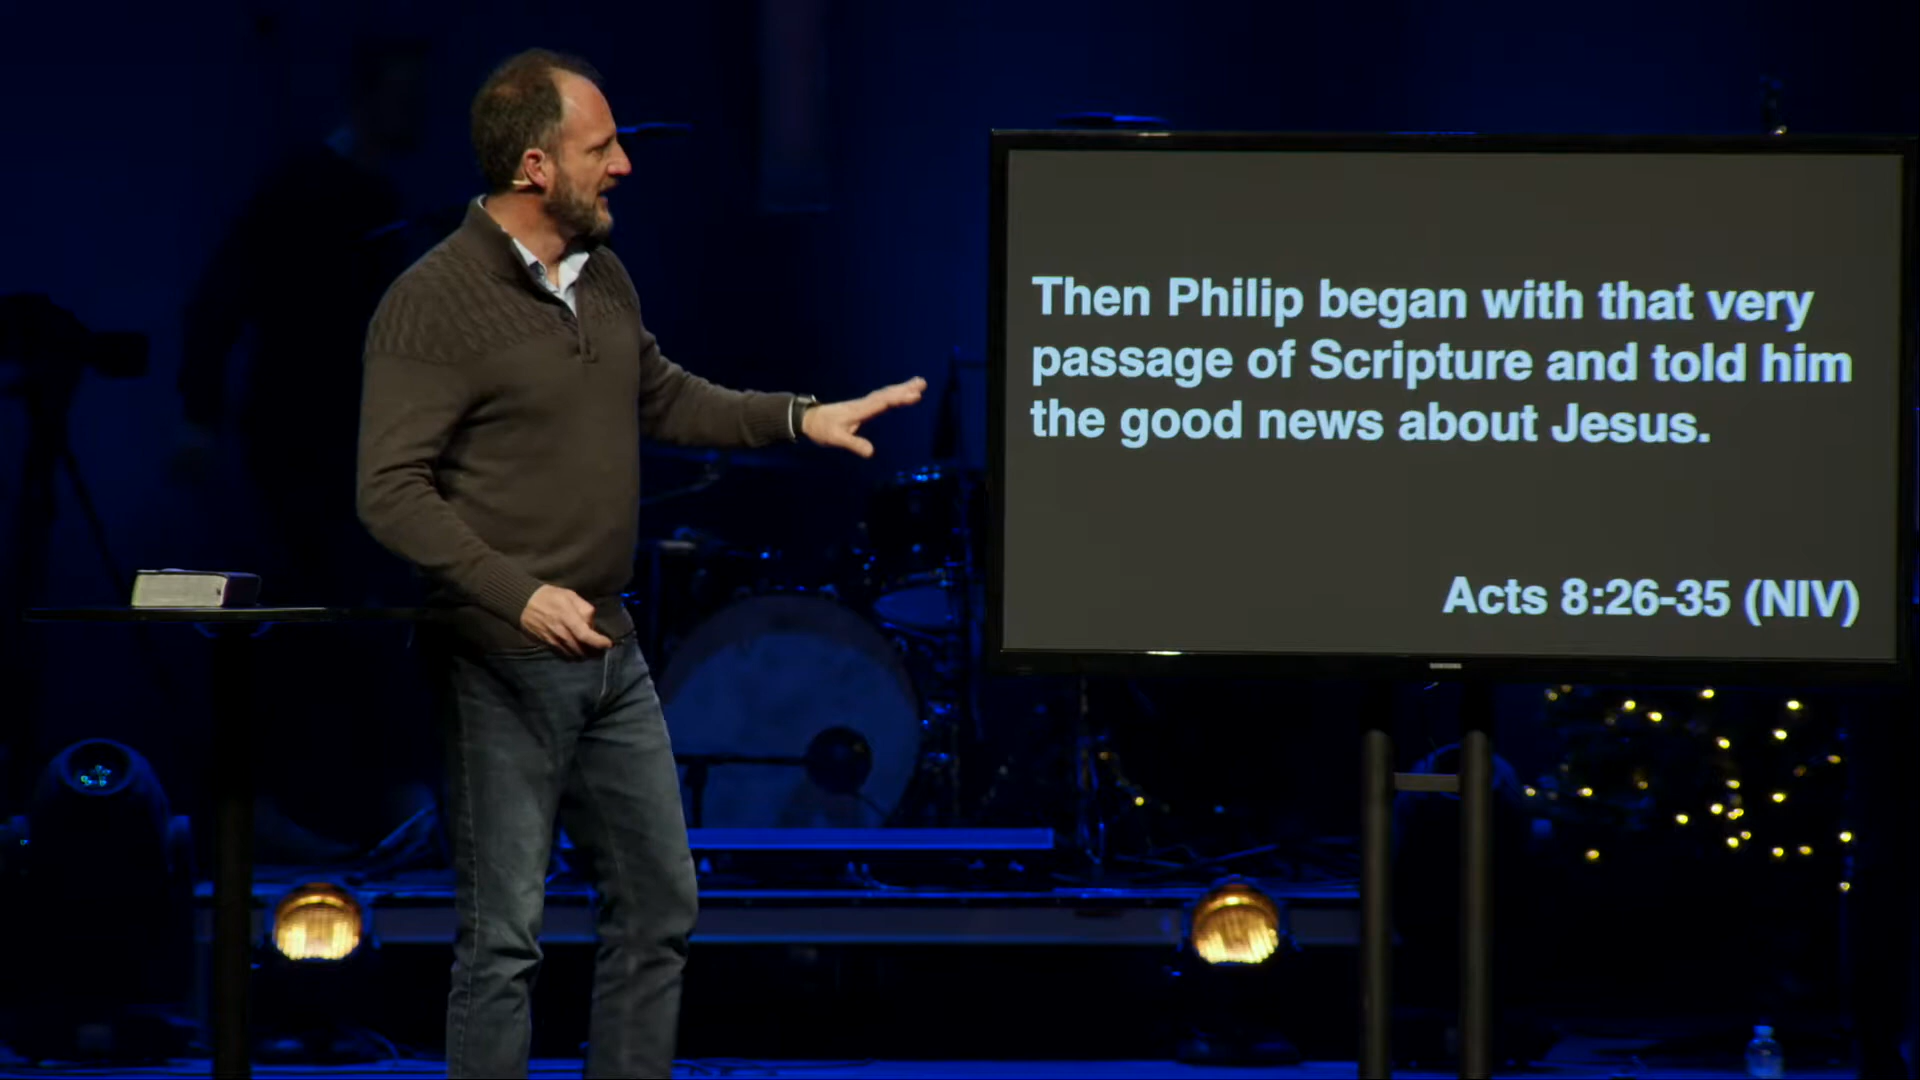 Then Philip began with that very
passage of Scripture and told him
the good news about Jesus.
Acts 8:26-35 (NIV)